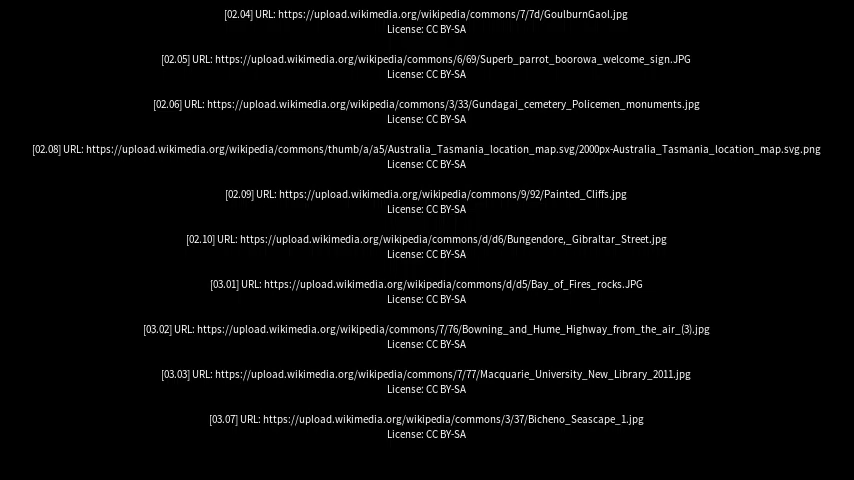 [02.04] URL: https://upload.wikimedia.org/wikipedia/commons/7/7d/GoulburnGaol.jpg
License: CC BY-SA
[02.05] URL: https://upload.wikimedia.org/wikipedia/commons/6/69/Superb_parrot_boorowa_welcome_sign.JPG
License: CC BY-SA
[02.06] URL: https://upload.wikimedia.org/wikipedia/commons/3/33/Gundagai_cemetery_Policemen_monuments.jpg
License: CC BY-SA
[02.08] URL: https://upload.wikimedia.org/wikipedia/commons/thumb/a/a5/Australia_Tasmania_location_map.svg/2000px-Australia_Tasmania_location_map.svg.png
License: CC BY-SA
[02.09] URL: https://upload.wikimedia.org/wikipedia/commons/9/92/Painted_Cliffs.jpg
License: CC BY-SA
[02.10] URL: https://upload.wikimedia.org/wikipedia/commons/d/d6/Bungendore,_Gibraltar_Street.jpg
License: CC BY-SA
[03.01] URL: https://upload.wikimedia.org/wikipedia/commons/d/d5/Bay_of_Fires_rocks.JPG
License: CC BY-SA
[03.02] URL: https://upload.wikimedia.org/wikipedia/commons/7/76/Bowning_and_Hume_Highway_from_the_air_(3).jpg
License: CC BY-SA
[03.03] URL: https://upload.wikimedia.org/wikipedia/commons/7/77/Macquarie_University_New_Library_2011.jpg
License: CC BY-SA
[03.07] URL: https://upload.wikimedia.org/wikipedia/commons/3/37/Bicheno_Seascape_1.jpg
License: CC BY-SA